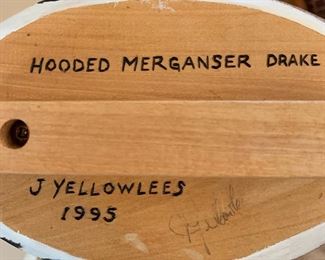 HOODED MERGANSER DRAKE
J YELLOWLEES
1995